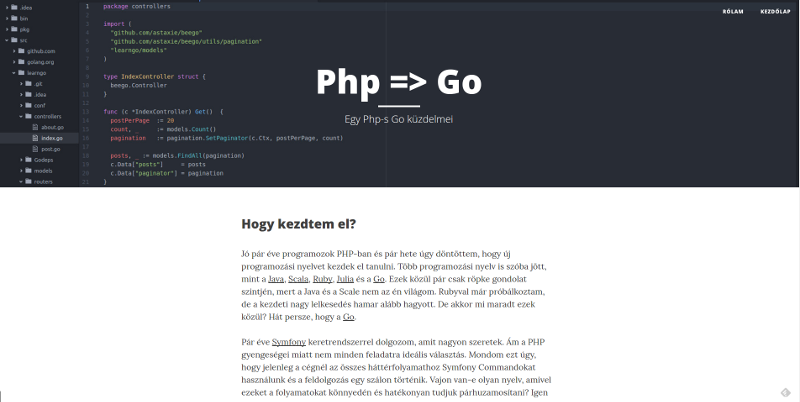 .idea
bin
pkg
src
github.com
golang.org
learngo
.git
.idea
conf
controllers
about.go
index.go
post.go
Godeps
models
routers
1 package controllers
2
3 import (
4 "github.com/astaxie/beego"
5 "github.com/astaxie/beego/utils/pagination"
6 "learngo/models"
7 )
8
9 type IndexController struct {
10 beego.Controller
11 }
12
13 func (c *IndexController) Get() {
14 postPerPage := 20
15 count, _ := models.Count()
16 pagination := pagination.SetPaginator(c.Ctx, postPerPage, count)
17
18 posts, _ := models.FindAll(pagination)
19 c.Data["posts"] = posts
20 c.Data["paginator"] = pagination
21 }
RÓLAM KEZDŐLAP
Php => Go
Egy Php-s Go küzdelmei
Hogy kezdtem el?
Jó pár éve programozok PHP-ban és pár hete úgy döntöttem, hogy új
programozási nyelvet kezdek el tanulni. Több programozási nyelv is szóba jött,
mint a Java, Scala, Ruby, Julia és a Go. Ezek közül pár csak röpke gondolat
szintjén, mert a Java és a Scale nem az én világom. Rubyval már próbálkoztam,
de a kezdeti nagy lelkesedés hamar alább hagyott. De akkor mi maradt ezek
közül? Hát persze, hogy a Go.
Pár éve Symfony keretrendszerrel dolgozom, amit nagyon szeretek. Ám a PHP
gyengeségei miatt nem minden feladatra ideális választás. Mondom ezt úgy,
hogy jelenleg a cégnél az összes háttérfolyamathoz Symfony Commandokat
használunk és a feldolgozás egy szálon történik. Vajon van-e olyan nyelv, amivel
ezeket a folyamatokat könnyedén és hatékonyan tudjuk párhuzamosítani? Igen